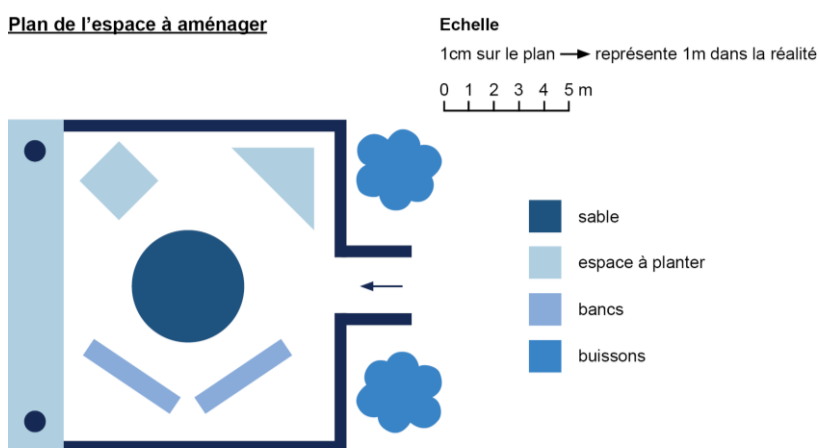 Plan de l’espace à aménager
Echelle
1cm sur le plan → représente 1m dans la réalité
0 1 2 3 4 5 m
sable
espace à planter
bancs
buissons